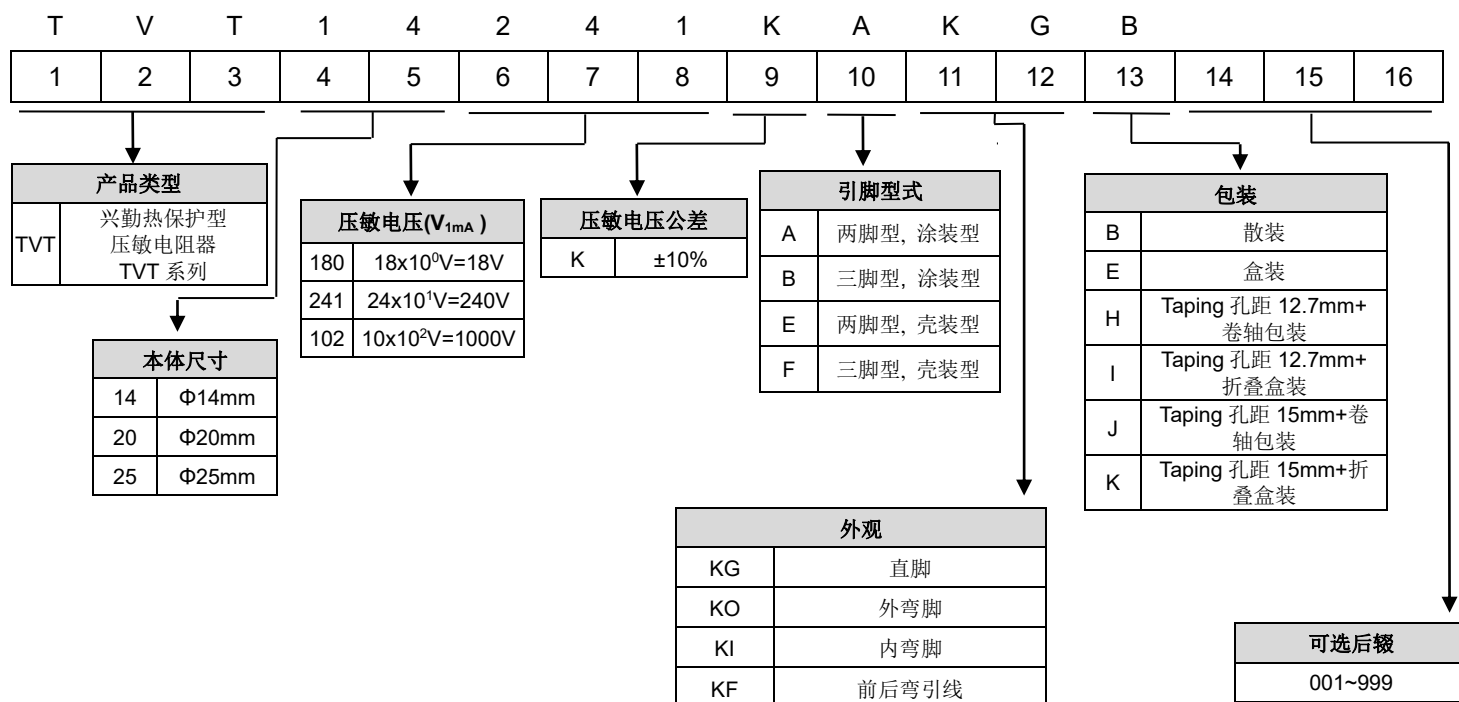 T V T 1 4 2 4 1 K A K G B
1 2 3 4 5 6 7 8 9 10 11 12 13 14 15 16
产品类型
TVT 兴勤热保护型
压敏电阻器
TVT 系列
本体尺寸
14 Φ14mm
20 Φ20mm
25 Φ25mm
压敏电压(V1mA )
180 18x10⁰V=18V
241 24x10¹V=240V
102 10x10²V=1000V
压敏电压公差
K ±10%
引脚型式
A 两脚型, 涂装型
B 三脚型, 涂装型
E 两脚型, 壳装型
F 三脚型, 壳装型
外观
KG 直脚
KO 外弯脚
KI 内弯脚
KF 前后弯引线
包装
B 散装
E 盒装
H Taping 孔距 12.7mm+
卷轴包装
I Taping 孔距 12.7mm+
折叠盒装
J Taping 孔距 15mm+卷
轴包装
K Taping 孔距 15mm+折
叠盒装
可选后辍
001~999